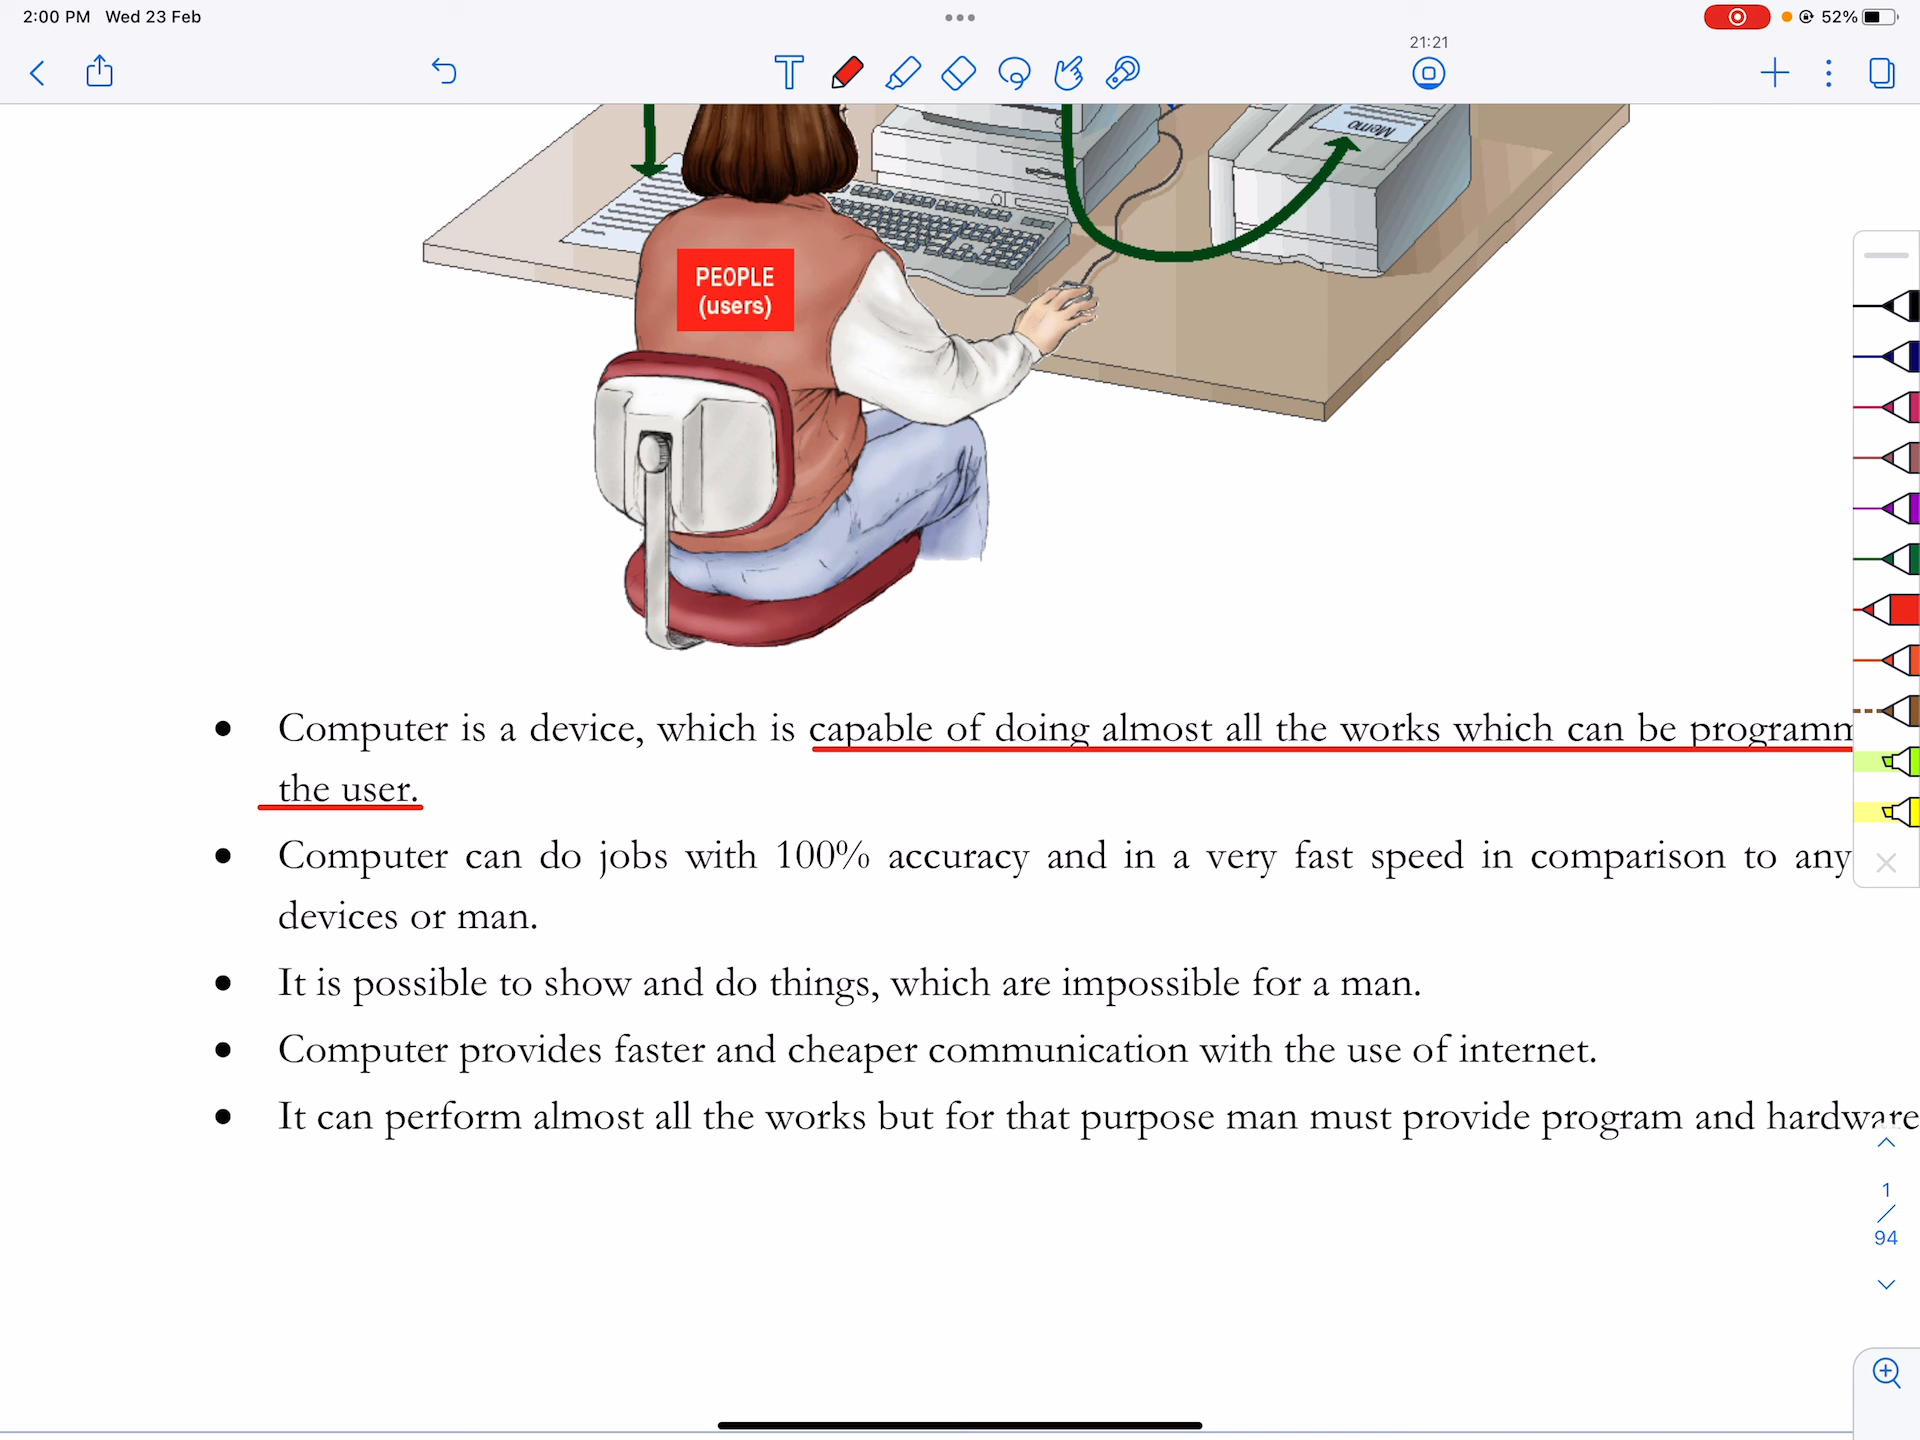 2:00 PM Wed 23 Feb
52%
21:21
Memo
PEOPLE
(users)
Computer is a device, which is capable of doing almost all the works which can be
the user.
Computer can do jobs with 100% accuracy and in a very fast speed in comparison to any
devices or man.
It is possible to show and do things, which are impossible for a man.
Computer provides faster and cheaper communication with the use of internet.
It can perform almost all the works but for that purpose man must provide program and hardware
1
/
94